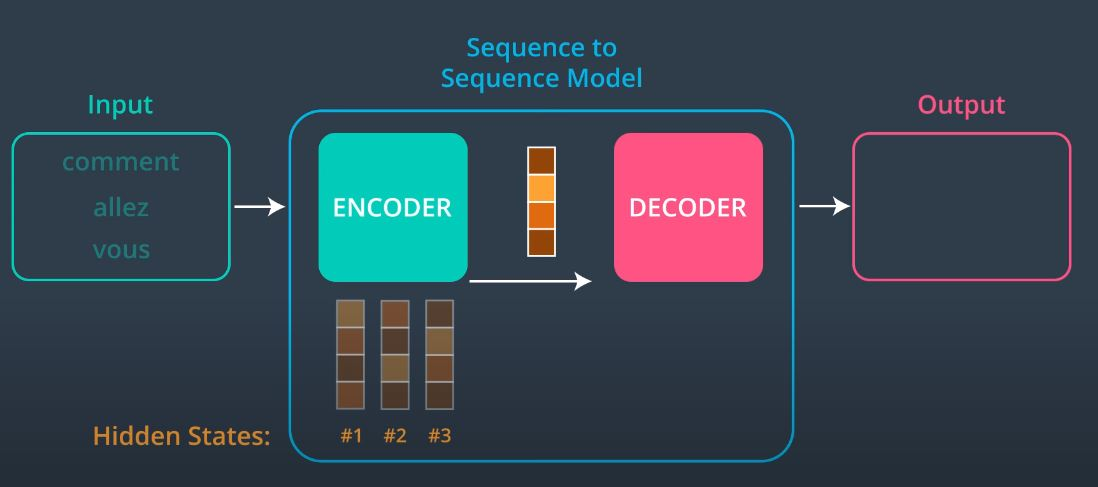 Sequence to
Sequence Model
Input
Output
comment
allez
vous
ENCODER
DECODER
Hidden States:
#1
#2
#3